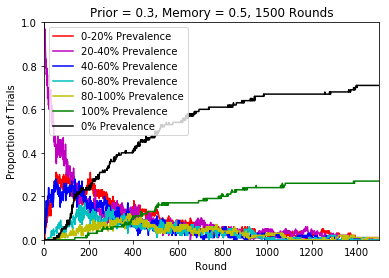 Prior = 0.3, Memory = 0.5, 1500 Rounds
1.0
0.8
0.6
0.4
0.2
0.0
Proportion of Trials
0-20% Prevalence
20-40% Prevalence
40-60% Prevalence
60-80% Prevalence
80-100% Prevalence
100% Prevalence
0% Prevalence
0 200 400 600 800 1000 1200 1400
Round